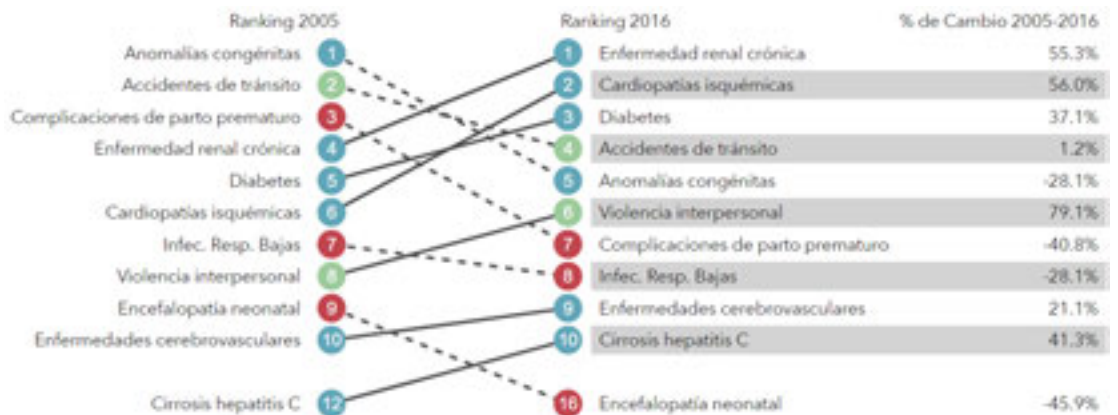 Ranking 2005 Ranking 2016 % de Cambio 2005-2016
Anomalías congénitas 1 1 Enfermedad renal crónica 55.3%
Accidentes de tránsito 2 2 Cardiopatías isquémicas 56.0%
Complicaciones de parto prematuro 3 3 Diabetes 37.1%
Enfermedad renal crónica 4 4 Accidentes de tránsito 1.2%
Diabetes 5 5 Anomalías congénitas -28.1%
Cardiopatías isquémicas 6 6 Violencia interpersonal 79.1%
Infec. Resp. Bajas 7 7 Complicaciones de parto prematuro -40.8%
Violencia interpersonal 8 8 Infec. Resp. Bajas -28.1%
Encefalopatía neonatal 9 9 Enfermedades cerebrovasculares 21.1%
Enfermedades cerebrovasculares 10 10 Cirrosis hepatitis C 41.3%
Cirrosis hepatitis C 12 16 Encefalopatía neonatal -45.9%